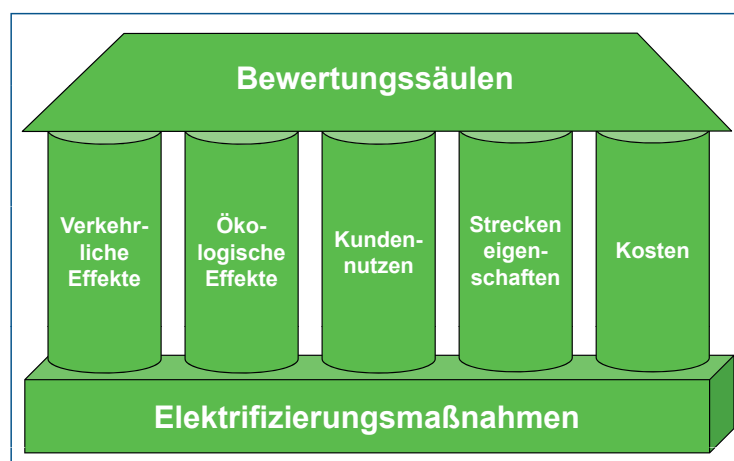 Bewertungssäulen
Verkehr-
liche
Effekte
Öko-
logische
Effekte
Kunden-
nutzen
Strecken
eigen-
schaften
Kosten
Elektrifizierungsmaßnahmen